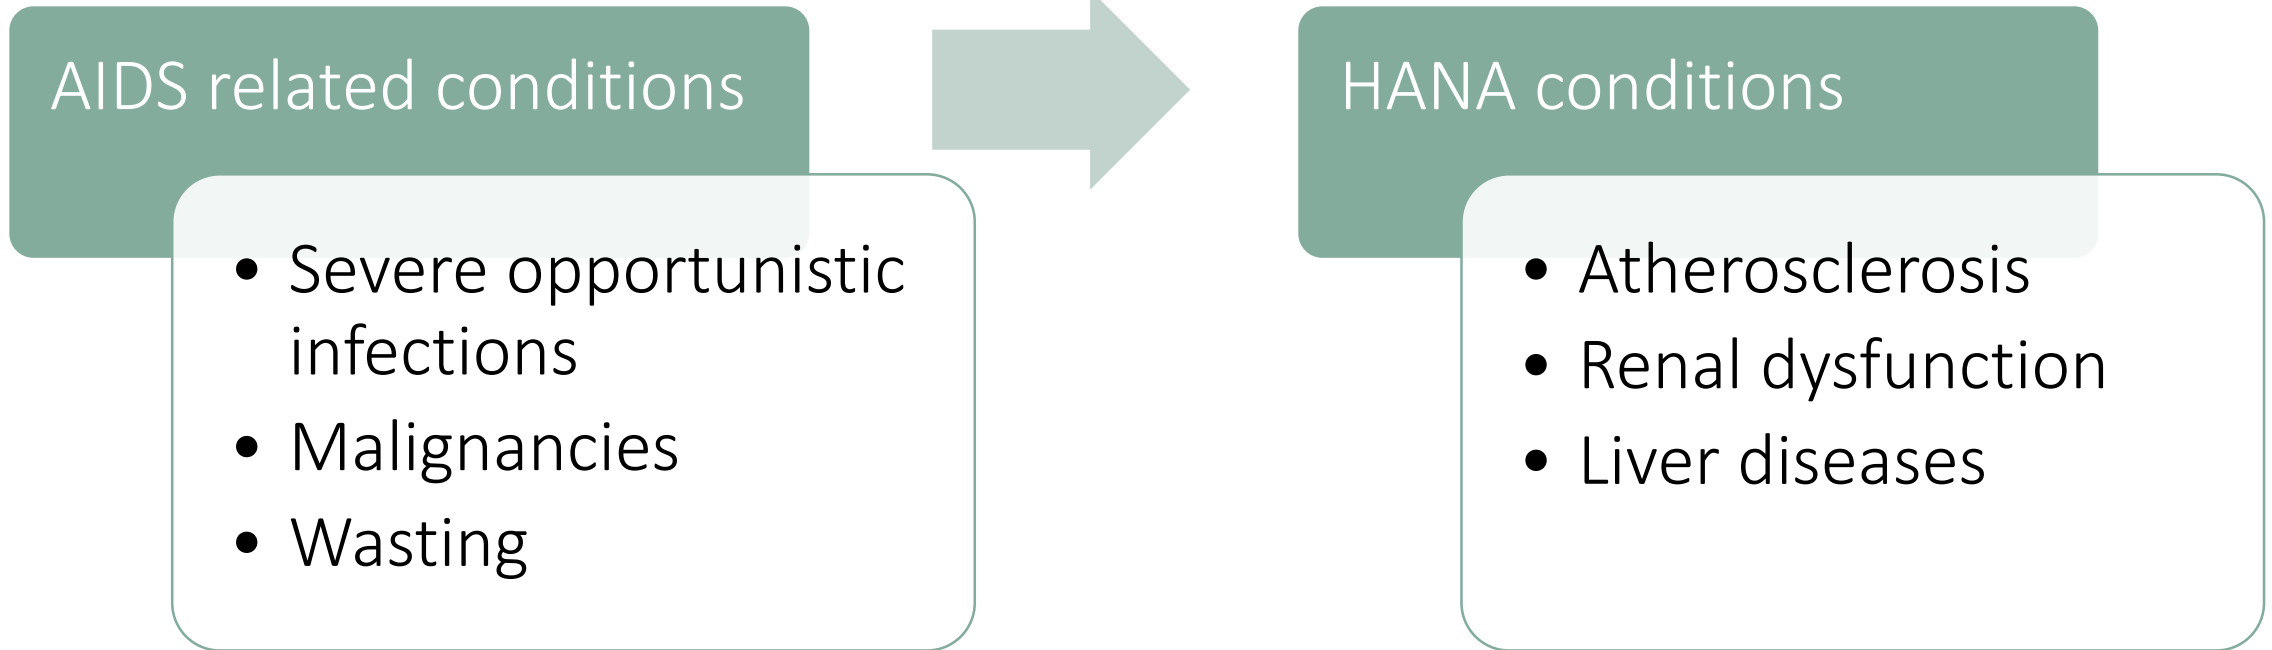 AIDS related conditions
• Severe opportunistic
infections
• Malignancies
• Wasting
HANA conditions
• Atherosclerosis
• Renal dysfunction
• Liver diseases